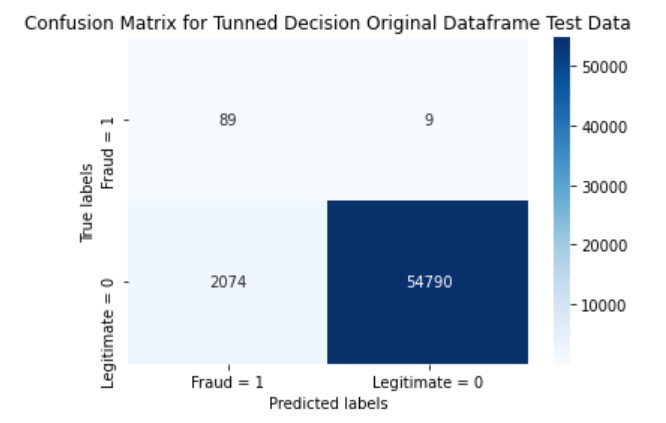 Confusion Matrix for Tunned Decision Original Dataframe Test Data
True labels
Fraud = 1
Legitimate = 0
89
9
2074
54790
Fraud = 1
Legitimate = 0
Predicted labels
50000
40000
30000
20000
10000